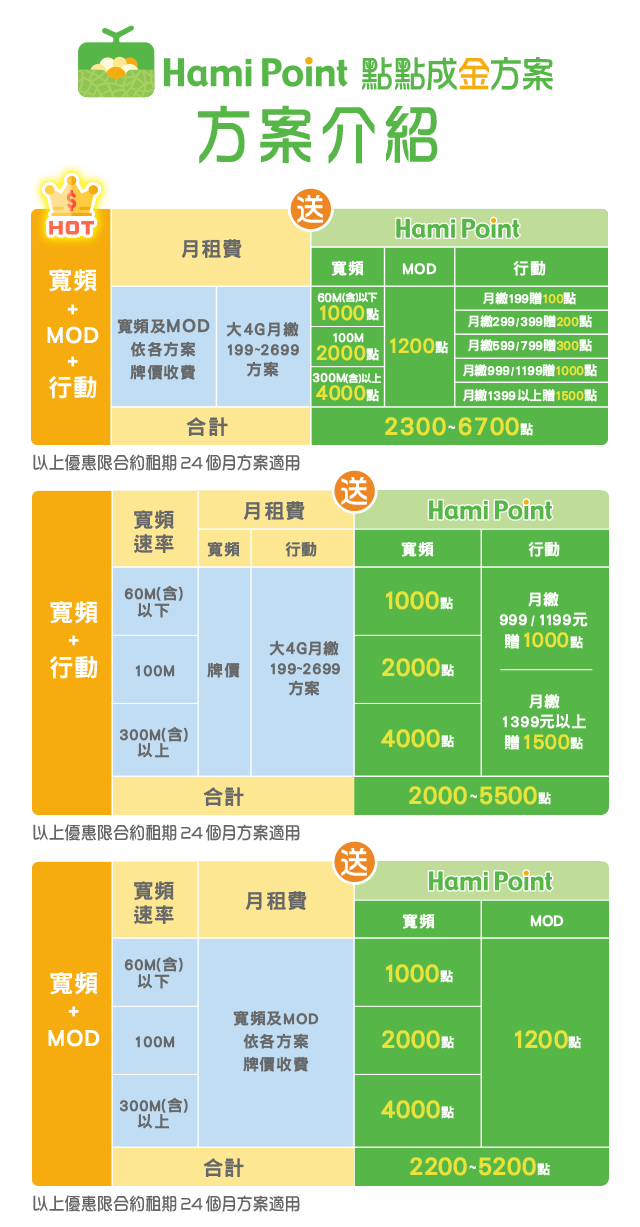 Hami Point 點點成金方案
方案介紹
HOT
寬頻
+
MOD
+
行動
月租費
送
Hami Point
寬頻
MOD
行動
寬頻及MOD
依各方案
牌價收費
大4G月繳
199~2699
方案
60M(含)以下
1000點
100M
2000點
300M(含)以上
4000點
1200點
月繳199贈100點
月繳299/399贈200點
月繳599/799贈300點
月繳999/1199贈1000點
月繳1399以上贈1500點
合計
2300~6700點
以上優惠限合約租期24個月方案適用
寬頻
+
行動
寬頻
速率
月租費
送
Hami Point
寬頻
行動
寬頻
行動
60M(含)
以下
100M
300M(含)
以上
牌價
大4G月繳
199~2699
方案
1000點
2000點
4000點
月繳
999/1199元
贈1000點
月繳
1399元以上
贈1500點
合計
2000~5500點
以上優惠限合約租期24個月方案適用
寬頻
+
MOD
寬頻
速率
月租費
送
Hami Point
寬頻
MOD
60M(含)
以下
100M
300M(含)
以上
寬頻及MOD
依各方案
牌價收費
1000點
2000點
4000點
1200點
合計
2200~5200點
以上優惠限合約租期24個月方案適用